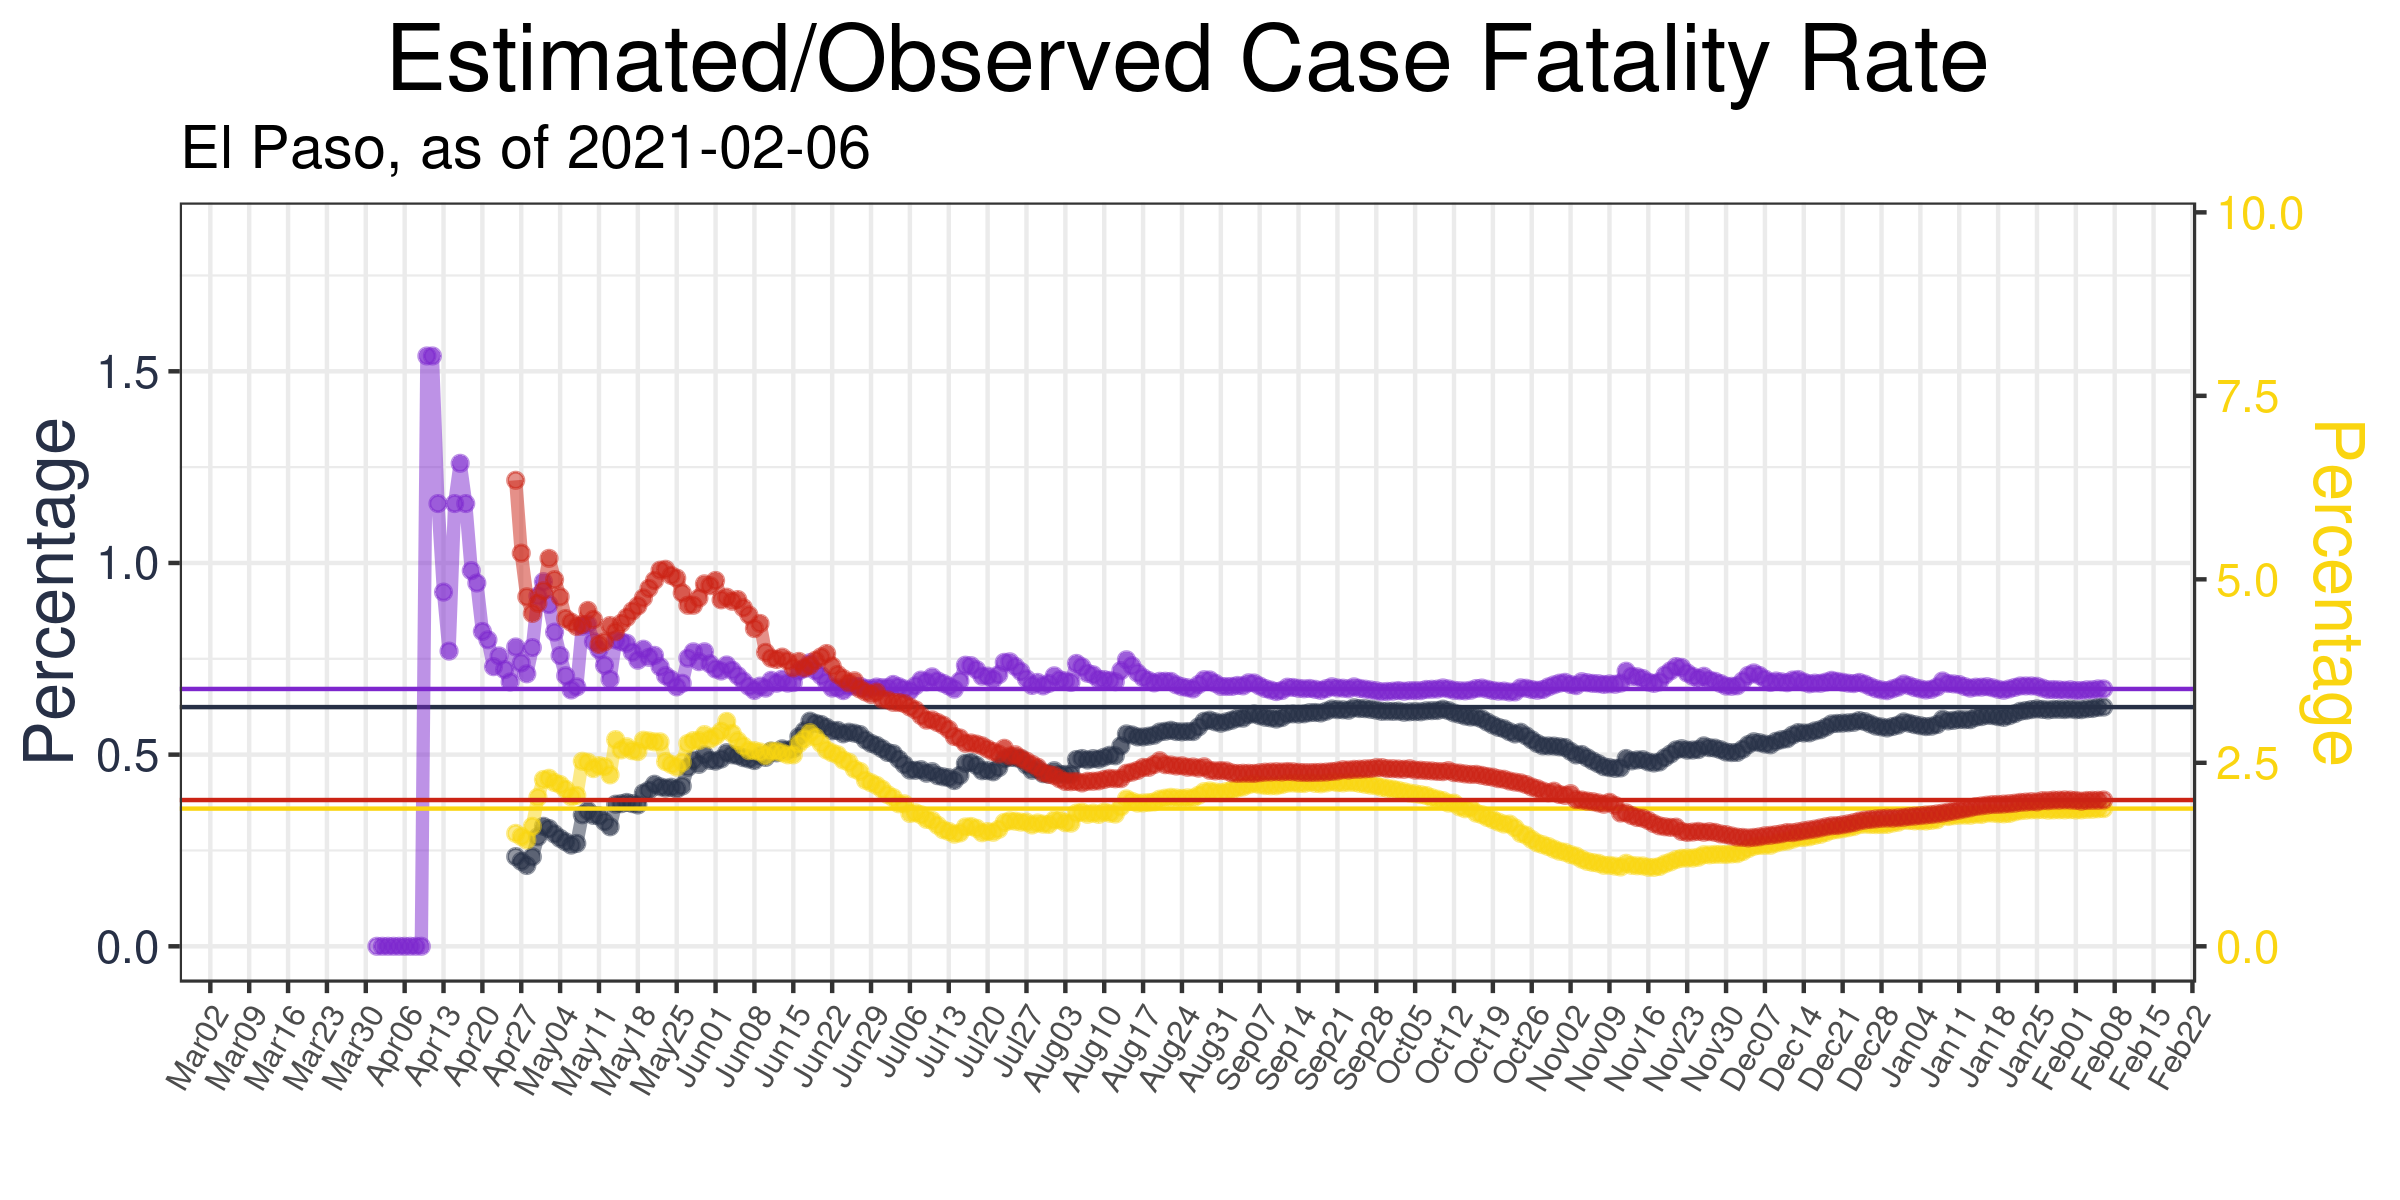 Estimated/Observed Case Fatality Rate
El Paso, as of 2021-02-06
Percentage
1.5
1.0
0.5
0.0
10.0
7.5
5.0
2.5
0.0
Percentage
Mar02 Mar09 Mar16 Mar23 Mar30 Apr06 Apr13 Apr20 Apr27 May04 May11 May18 May25 Jun01 Jun08 Jun15 Jun22 Jun29 Jul06 Jul13 Jul20 Jul27 Aug03 Aug10 Aug17 Aug24 Aug31 Sep07 Sep14 Sep21 Sep28 Oct05 Oct12 Oct19 Oct26 Nov02 Nov09 Nov16 Nov23 Nov30 Dec07 Dec14 Dec21 Dec28 Jan04 Jan11 Jan18 Jan25 Feb01 Feb08 Feb15 Feb22